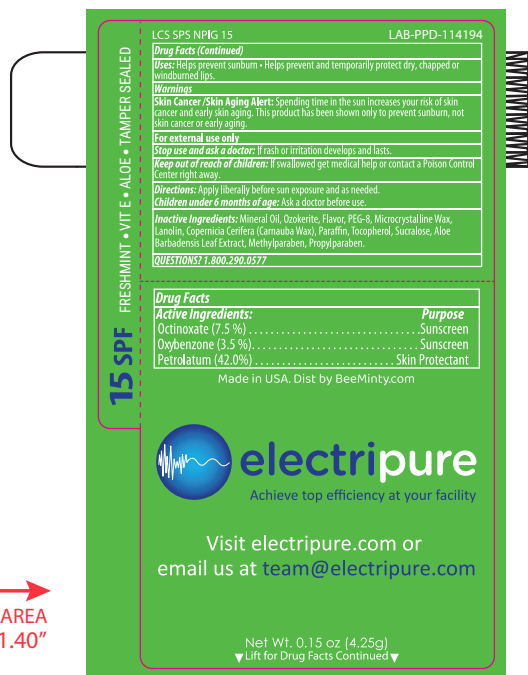 LCS SPS NPIG 15 LAB-PPD-114194
Drug Facts (Continued)
Uses: Helps prevent sunburn • Helps prevent and temporarily protect dry, chapped or
windburned lips.
Warnings
Skin Cancer /Skin Aging Alert: Spending time in the sun increases your risk of skin
cancer and early skin aging. This product has been shown only to prevent sunburn, not
skin cancer or early aging.
For external use only
Stop use and ask a doctor: If rash or irritation develops and lasts.
Keep out of reach of children: If swallowed get medical help or contact a Poison Control
Center right away.
Directions: Apply liberally before sun exposure and as needed.
Children under 6 months of age: Ask a doctor before use.
Inactive Ingredients: Mineral Oil, Ozokerite, Flavor, PEG-8, Microcrystalline Wax,
Lanolin, Copernicia Cerifera (Carnauba Wax), Paraffin, Tocopherol, Sucralose, Aloe
Barbadensis Leaf Extract, Methylparaben, Propylparaben.
QUESTIONS? 1.800.290.0577
15 SPF FRESHMINT • VIT E • ALOE • TAMPER SEALED
Drug Facts
Active Ingredients: Purpose
Octinoxate (7.5 %) ............................ Sunscreen
Oxybenzone (3.5 %)............................ Sunscreen
Petrolatum (42.0%) ....................... Skin Protectant
Made in USA. Dist by BeeMinty.com
electripure
Achieve top efficiency at your facility
Visit electripure.com or
email us at team@electripure.com
AREA
1.40"
Net Wt. 0.15 oz (4.25g)
▼Lift for Drug Facts Continued▼